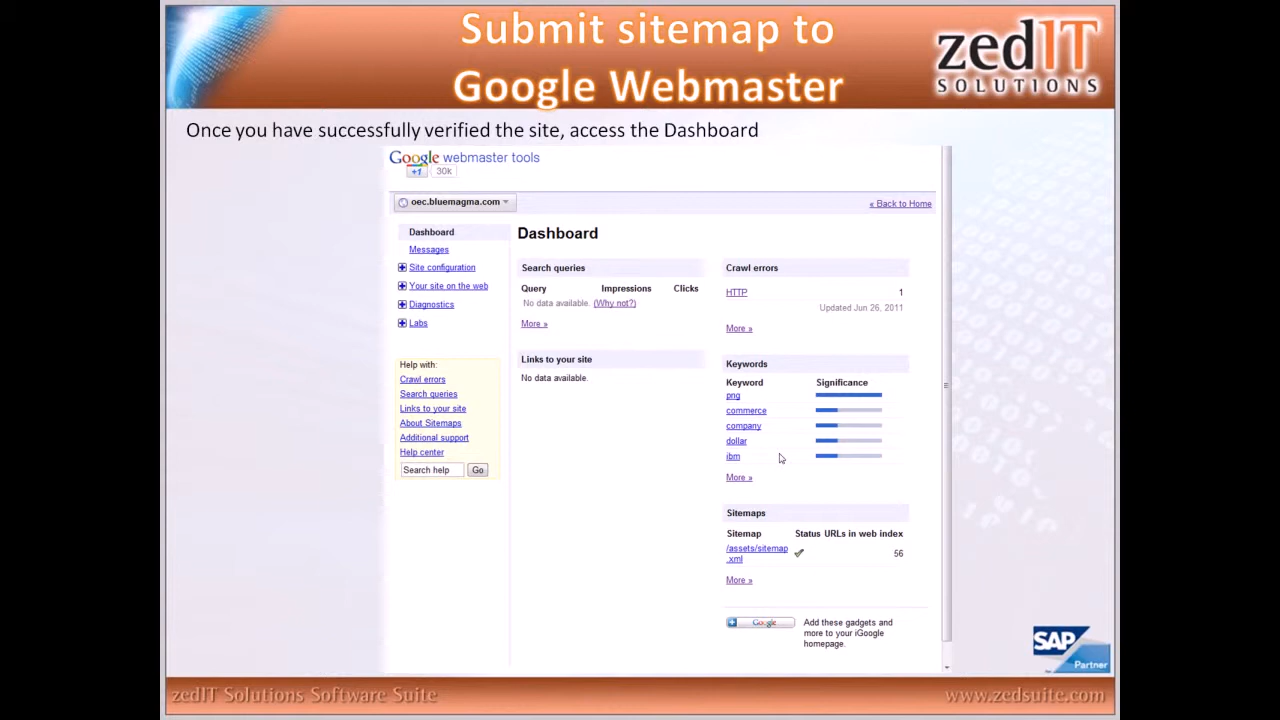 Submit sitemap to
Google Webmaster
zedIT
SOLUTIONS
Once you have successfully verified the site, access the Dashboard
Google webmaster tools
+1 30k
oec.bluemagma.com
« Back to Home
Dashboard
Messages
Site configuration
Your site on the web
Diagnostics
Labs
Help with:
Crawl errors
Search queries
Links to your site
About Sitemaps
Additional support
Help center
Search help Go
Dashboard
Search queries
Query Impressions Clicks
No data available. (Why not?)
More »
Links to your site
No data available.
Crawl errors
HTTP 1
Updated Jun 26, 2011
More »
Keywords
Keyword Significance
png
commerce
company
dollar
ibm
More »
Sitemaps
Sitemap Status URLs in web index
/assets/sitemap 56
.xml
More »
Google
Add these gadgets and
more to your iGoogle
homepage.
SAP
Partner
zedIT Solutions Software Suite
www.zedsuite.com